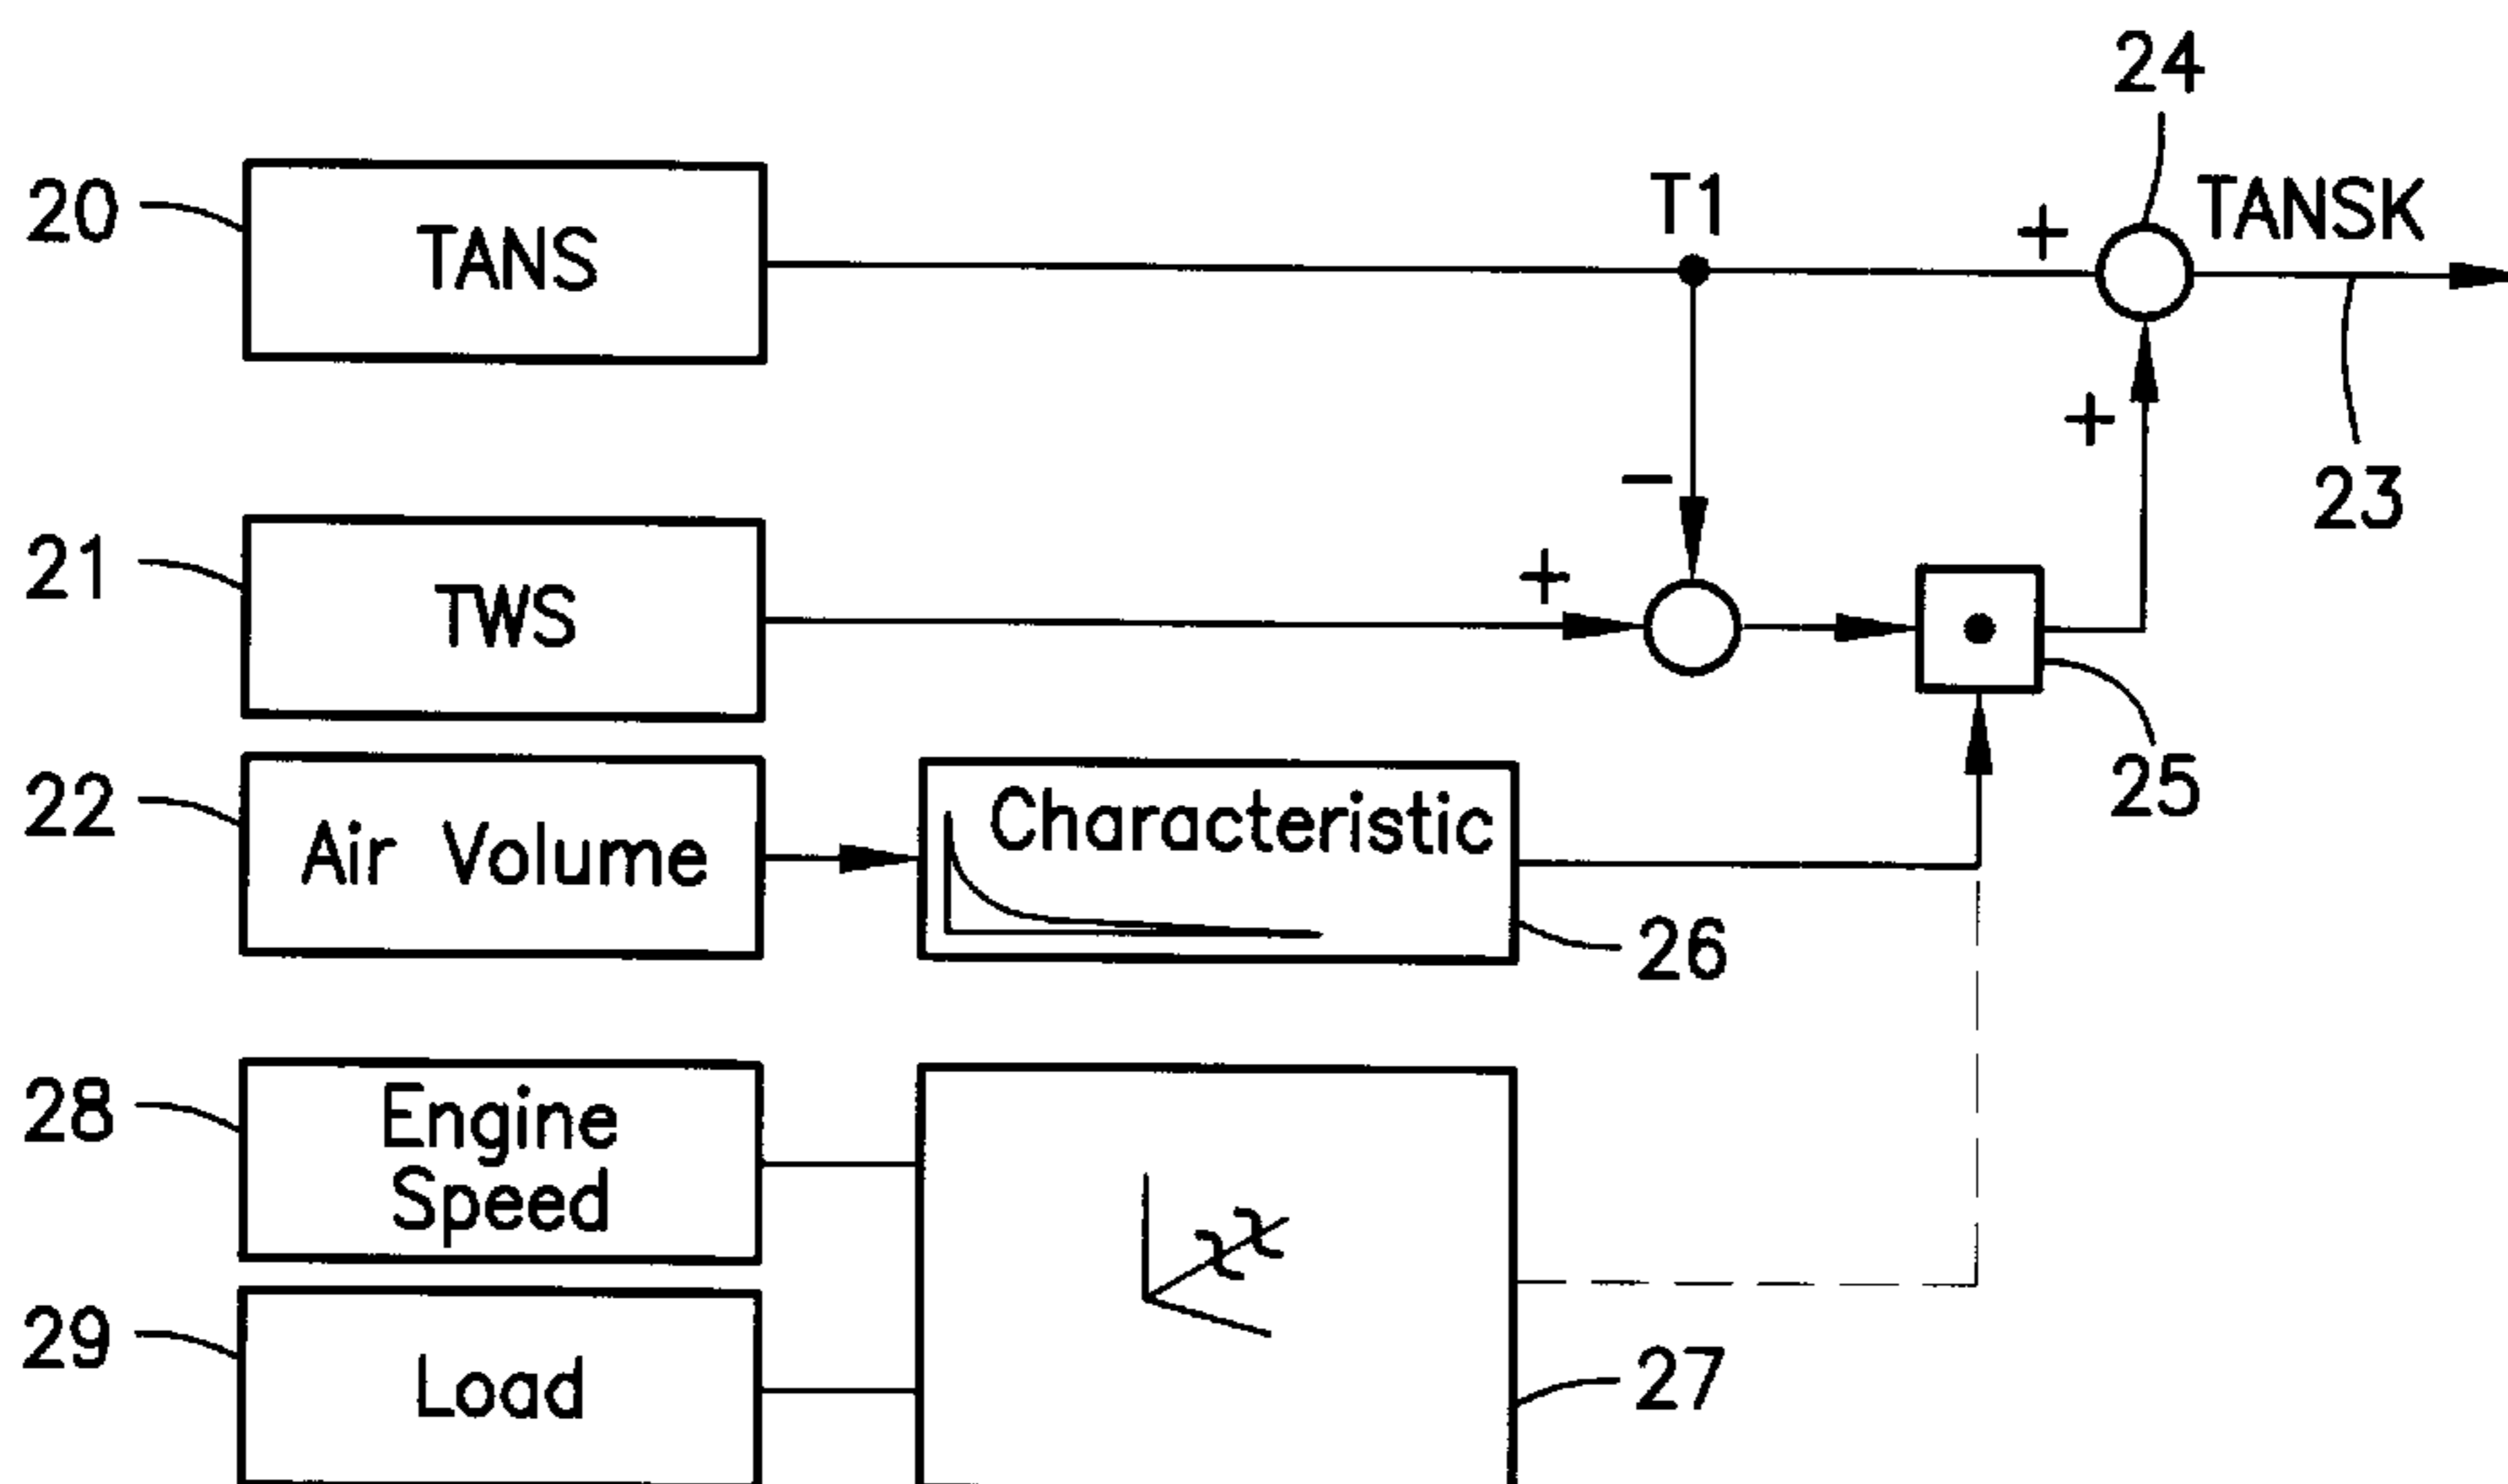 24
20
TANS
T1
+
TANSK
+
23
−
21
TWS
+
25
22
Air Volume
Characteristic
26
28
Engine
Speed
29
Load
27